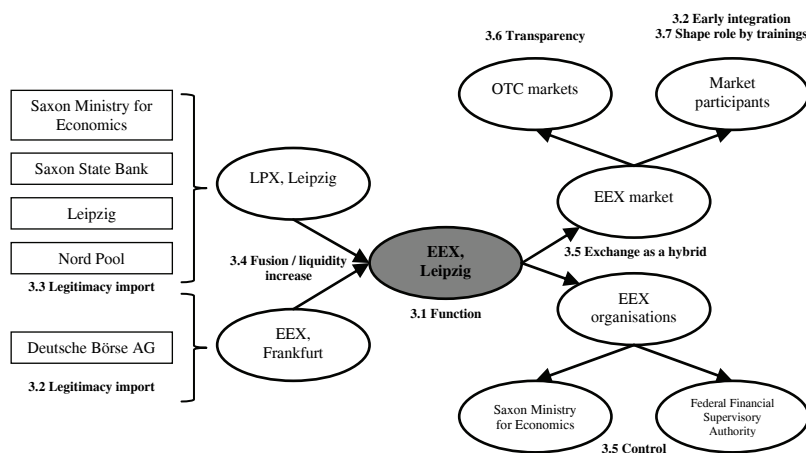 3.2 Early integration
3.7 Shape role by trainings
3.6 Transparency
OTC markets
Market
participants
Saxon Ministry for
Economics
Saxon State Bank
Leipzig
Nord Pool
3.3 Legitimacy import
Deutsche Börse AG
3.2 Legitimacy import
LPX, Leipzig
3.4 Fusion / liquidity
increase
EEX,
Frankfurt
EEX,
Leipzig
3.1 Function
EEX market
3.5 Exchange as a hybrid
EEX
organisations
Saxon Ministry
for Economics
Federal Financial
Supervisory
Authority
3.5 Control